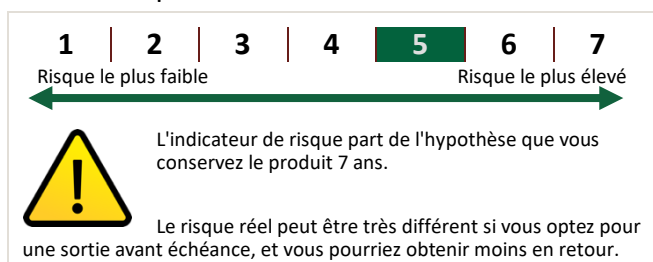 1 2 3 4 5 6 7
Risque le plus faible Risque le plus élevé
L'indicateur de risque part de l'hypothèse que vous
conservez le produit 7 ans.
Le risque réel peut être très différent si vous optez pour
une sortie avant échéance, et vous pourriez obtenir moins en retour.